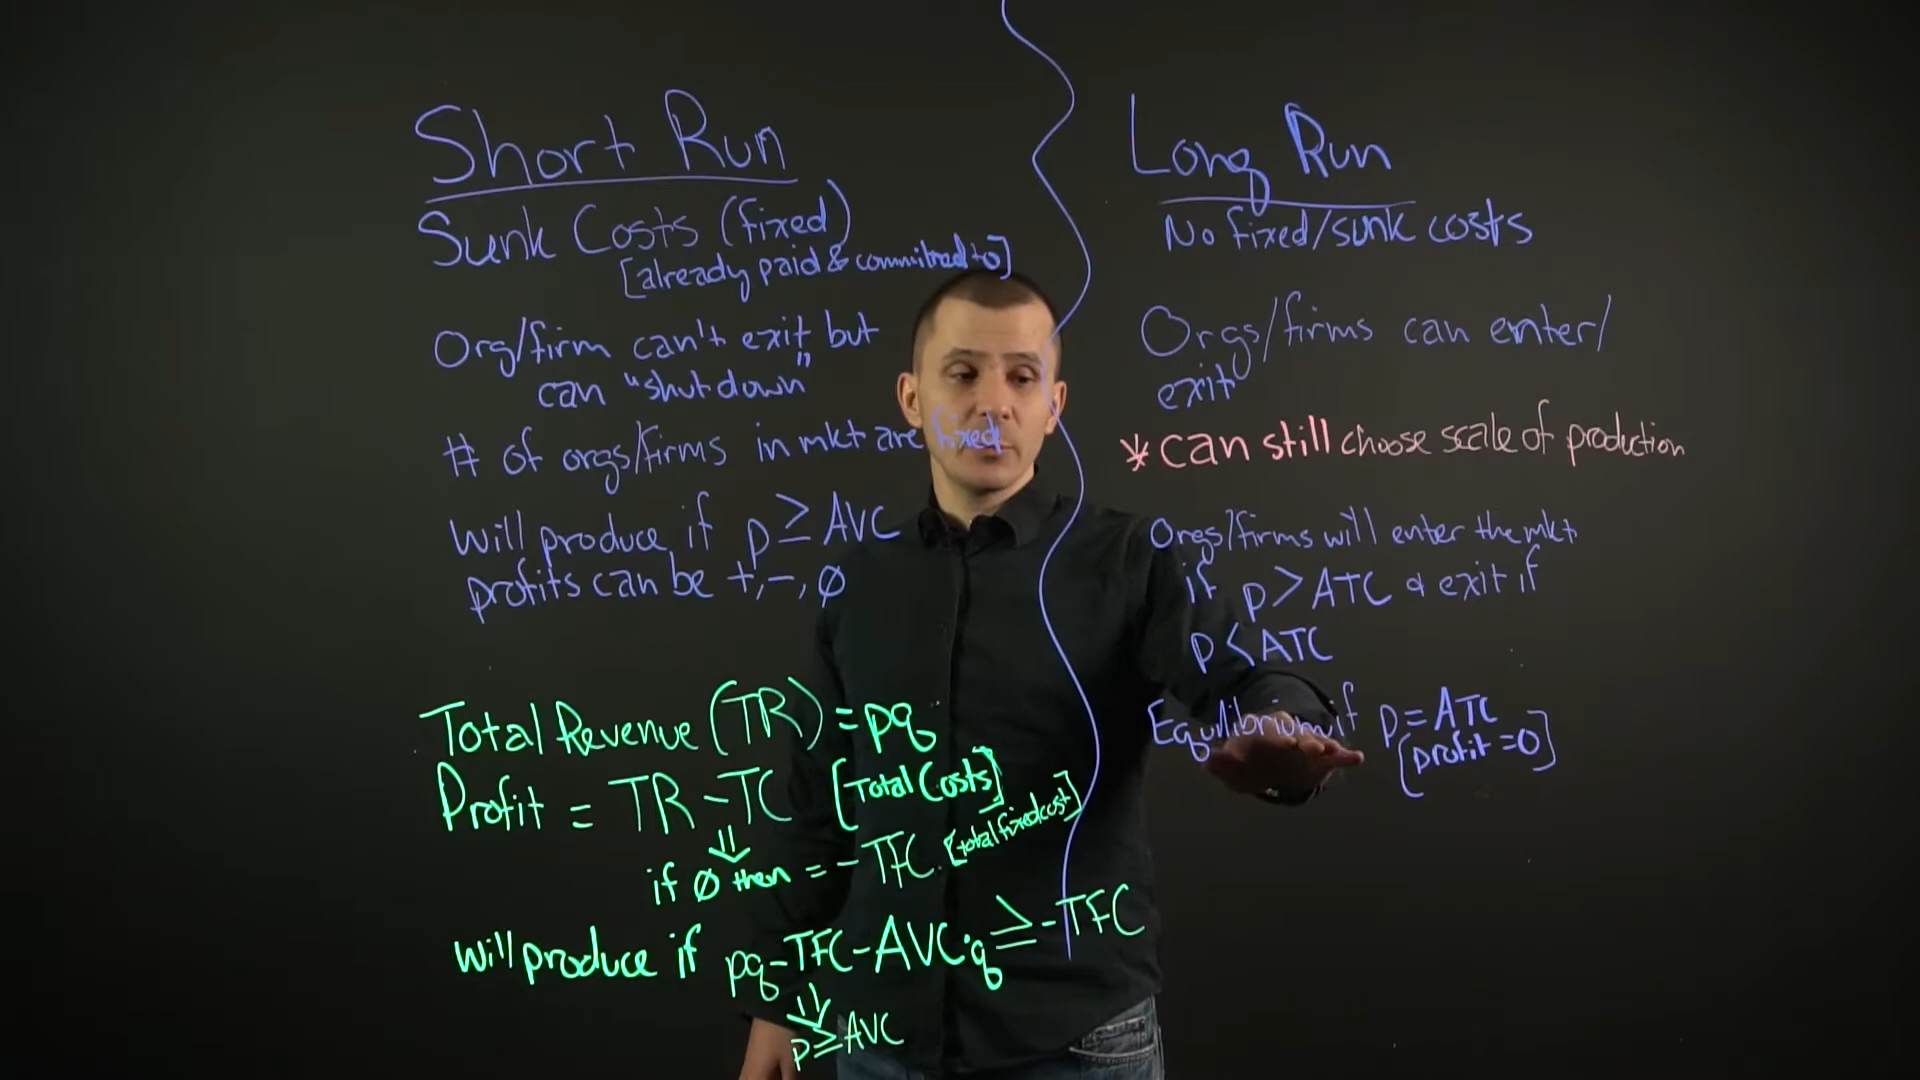 Short Run
Sunk Costs (fixed)
[already paid & committed to]
Org/firm can't exit but
can "shut down"
# of orgs/firms in mkt are fixed
Will produce if p ≥ AVC
profits can be +, -, Ø
Total Revenue (TR) = pq
Profit = TR - TC [Total Costs]
if Ø then = - TFC [total fixed cost]
will produce if pq - TFC - AVC·q ≥ - TFC
p ≥ AVC
Long Run
No fixed/sunk costs
Orgs/firms can enter/
exit
* can still choose scale of production
Orgs/firms will enter the mkt
if p > ATC & exit if
p < ATC
Equilibrium if p = ATC
[profit = 0]